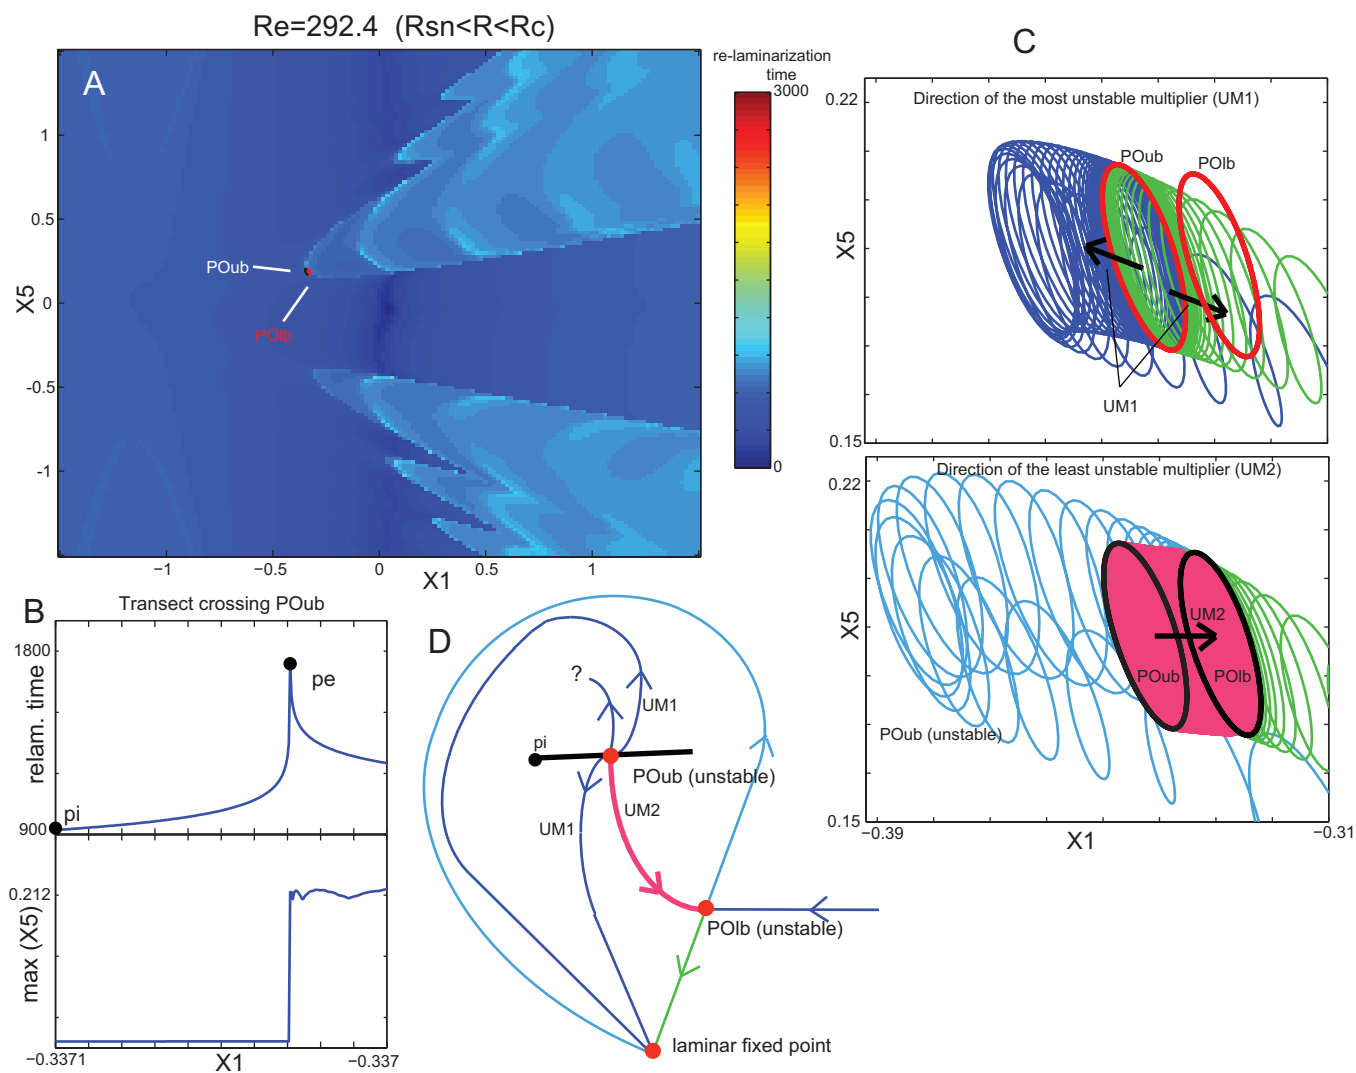 Re=292.4 (Rsn<R<Rc)
A
re-laminarization
time
3000
0
1
0.5
0
−0.5
−1
X5
POub
POlb
−1
−0.5
0
0.5
1
X1
B
Transect crossing POub
1800
900
relam. time
pi
pe
0.212
max (X5)
−0.3371
X1
−0.337
C
0.22
0.15
X5
Direction of the most unstable multiplier (UM1)
POub
POlb
UM1
Direction of the least unstable multiplier (UM2)
0.22
0.15
X5
UM2
POub
POlb
POub (unstable)
−0.39
X1
−0.31
D
?
UM1
pi
POub (unstable)
UM2
UM1
POlb (unstable)
laminar fixed point